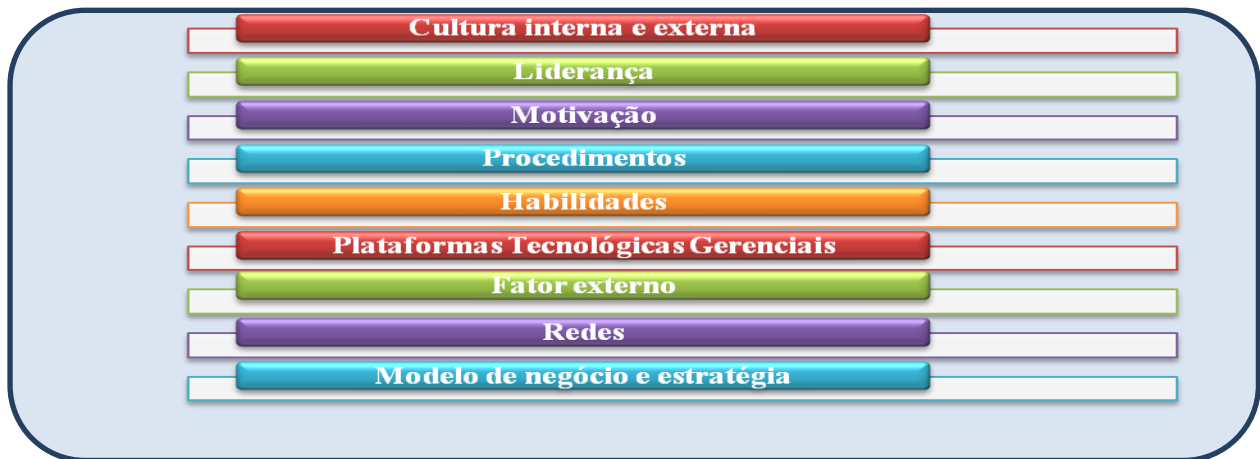 Cultura interna e externa
Liderança
Motivação
Procedimentos
Habilidades
Plataformas Tecnológicas Gerenciais
Fator externo
Redes
Modelo de negócio e estratégia